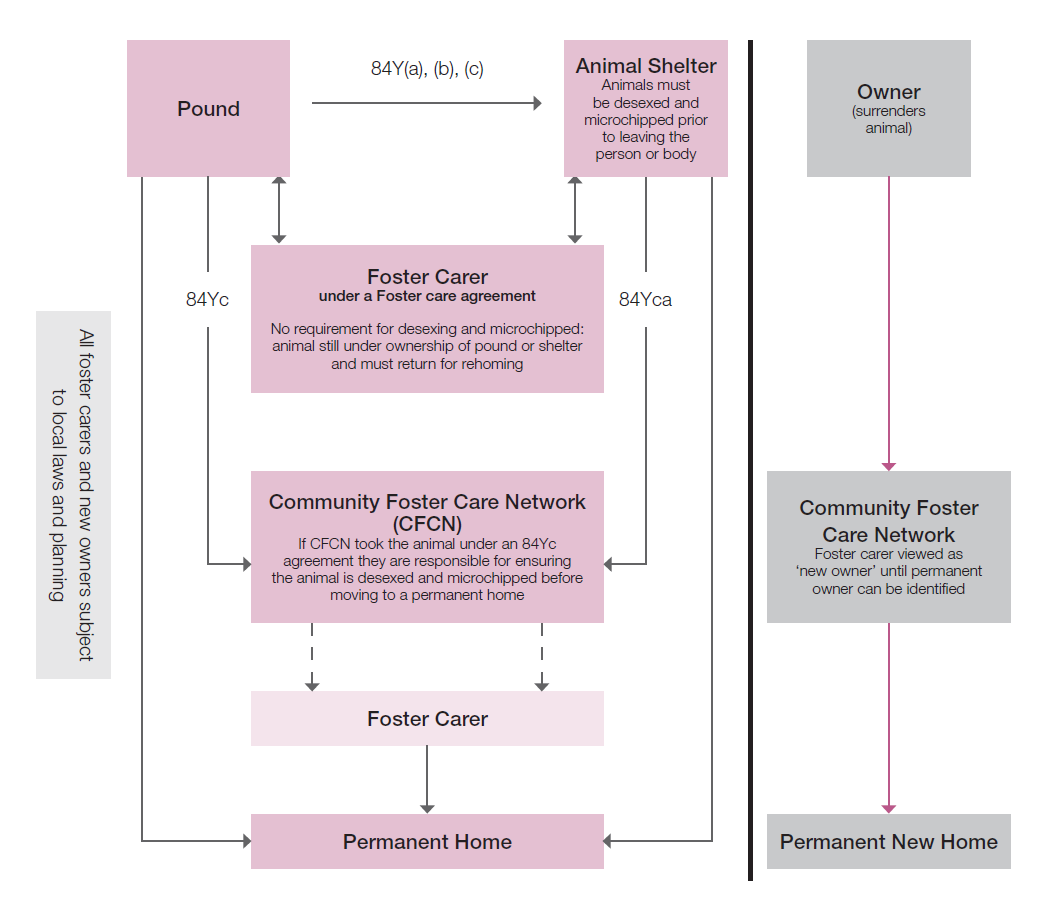 Pound
84Y(a), (b), (c)
Animal Shelter
Animals must
be desexed and
microchipped prior
to leaving the
person or body
Owner
(surrenders
animal)
84Yc
Foster Carer
under a Foster care agreement
No requirement for desexing and microchipped:
animal still under ownership of pound or shelter
and must return for rehoming
84Yca
All foster carers and new owners subject
to local laws and planning
Community Foster Care Network
(CFCN)
If CFCN took the animal under an 84Yc
agreement they are responsible for ensuring
the animal is desexed and microchipped before
moving to a permanent home
Community Foster
Care Network
Foster carer viewed as
‘new owner’ until permanent
owner can be identified
Foster Carer
Permanent Home
Permanent New Home